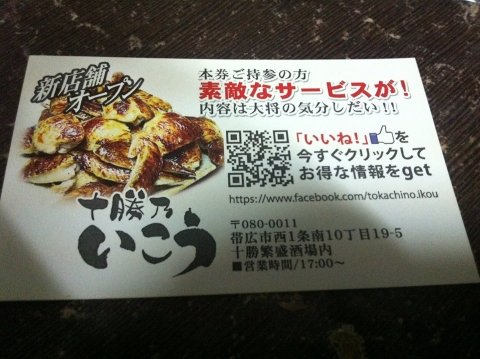 新店舗
オープン
本券ご持参の方
素敵なサービスが!
内容は大将の気分しだい!!
「いいね!」を
今すぐクリックして
お得な情報をget
https://www.facebook.com/tokachino.ikou
十勝乃
いこう
〒080-0011
帯広市西1条南10丁目19-5
十勝繁盛酒場内
■営業時間/17:00～